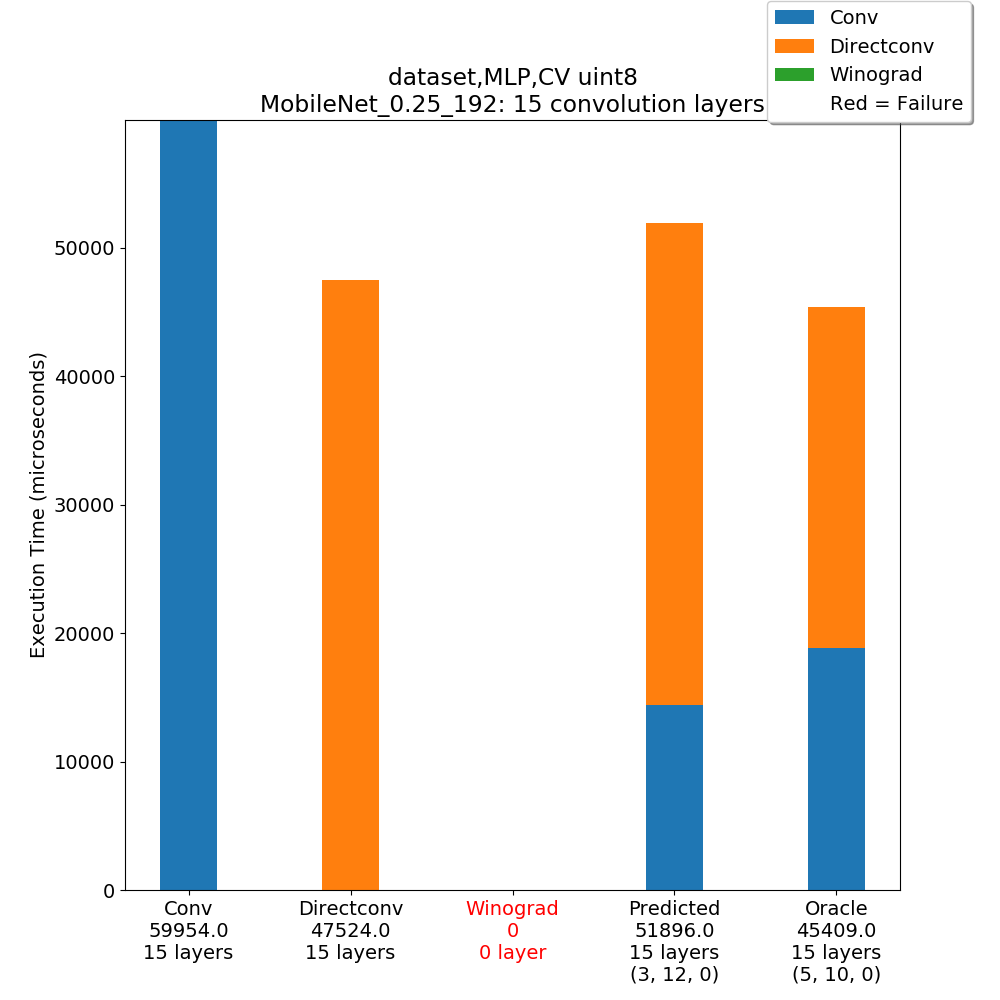 Conv
Directconv
Winograd
Red = Failure
dataset,MLP,CV uint8
MobileNet_0.25_192: 15 convolution layers
Execution Time (microseconds)
50000
40000
30000
20000
10000
0
Conv Directconv Winograd Predicted Oracle
59954.0 47524.0 0 51896.0 45409.0
15 layers 15 layers 0 layer 15 layers 15 layers
(3, 12, 0) (5, 10, 0)